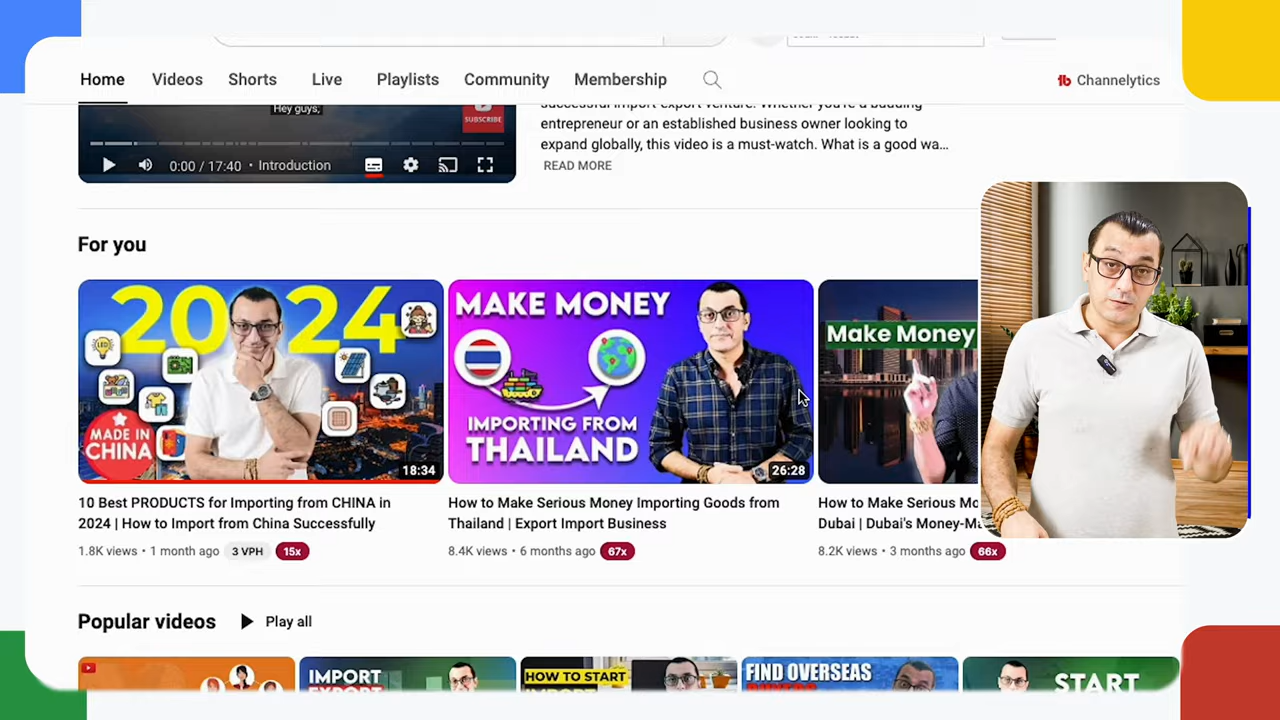 Home Videos Shorts Live Playlists Community Membership Channelytics
Hey guys;
SUBSCRIBE
0:00 / 17:40 • Introduction
successful import-export venture. Whether you're a budding
entrepreneur or an established business owner looking to
expand globally, this video is a must-watch. What is a good wa…
READ MORE
For you
2024
MADE IN
CHINA
LED
18:34
MAKE MONEY
IMPORTING FROM
THAILAND
26:28
Make Money
10 Best PRODUCTS for Importing from CHINA in
2024 | How to Import from China Successfully
1.8K views • 1 month ago 3 VPH 15x
How to Make Serious Money Importing Goods from
Thailand | Export Import Business
8.4K views • 6 months ago 67x
How to Make Serious Mo
Dubai | Dubai's Money-Ma
8.2K views • 3 months ago 66x
Popular videos Play all
IMPORT
EXPORT
HOW TO START
IMPORT
FIND OVERSEAS
BUYERS
START